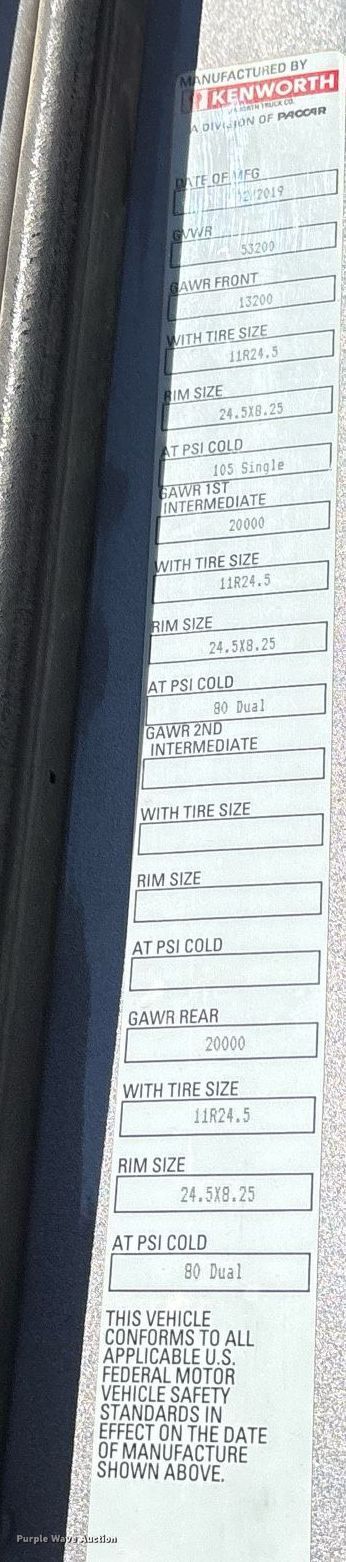 MANUFACTURED BY
KENWORTH
KENWORTH TRUCK CO.
A DIVISION OF PACCAR
DATE OF MFG
12/2019
GVWR
53200
GAWR FRONT
13200
WITH TIRE SIZE
11R24.5
RIM SIZE
24.5X8.25
AT PSI COLD
105 Single
GAWR 1ST
INTERMEDIATE
20000
WITH TIRE SIZE
11R24.5
RIM SIZE
24.5X8.25
AT PSI COLD
80 Dual
GAWR 2ND
INTERMEDIATE
WITH TIRE SIZE
RIM SIZE
AT PSI COLD
GAWR REAR
20000
WITH TIRE SIZE
11R24.5
RIM SIZE
24.5X8.25
AT PSI COLD
80 Dual
THIS VEHICLE
CONFORMS TO ALL
APPLICABLE U.S.
FEDERAL MOTOR
VEHICLE SAFETY
STANDARDS IN
EFFECT ON THE DATE
OF MANUFACTURE
SHOWN ABOVE.
Purple Wave Auction